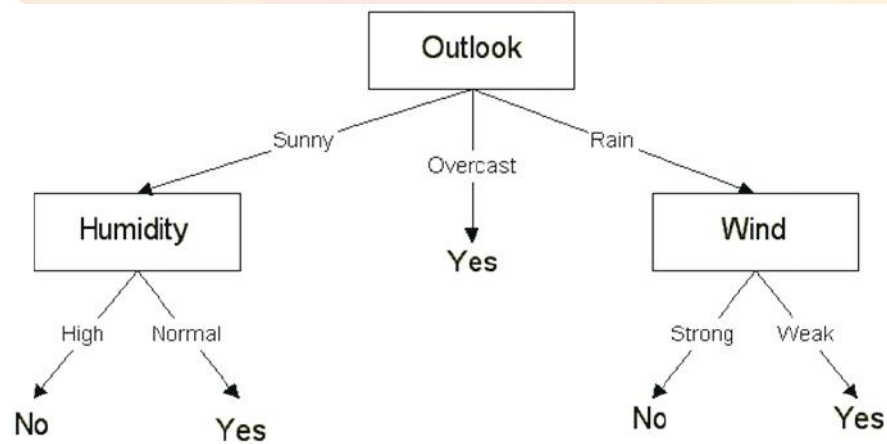 Outlook
Sunny
Overcast
Rain
Humidity
Yes
Wind
High
Normal
Strong
Weak
No
Yes
No
Yes